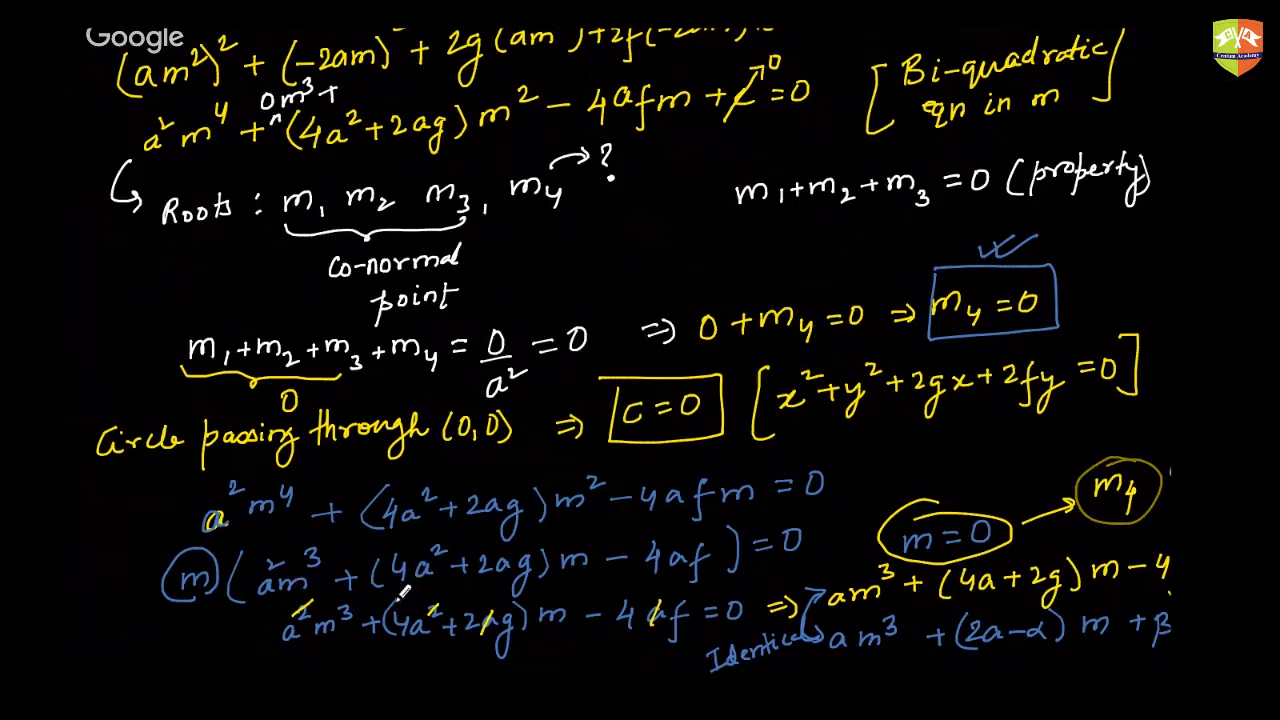 Google
(am²)² + (-2am)² + 2g(am²) + 2f(-2am) + c
0m³ +
a²m⁴ + (4a² + 2ag)m² - 4afm + c = 0
0
[Bi-quadratic
eqn in m]
Roots : m₁ m₂ m₃, m₄ → ?
m₁+m₂+m₃ = 0 (property)
Co-normal
point
m₁+m₂+m₃+m₄ = 0/a² = 0 ⇒ 0 + m₄ = 0 ⇒ m₄ = 0
0
Circle passing through (0,0) ⇒ C = 0 [x²+y²+2gx+2fy = 0]
a²m⁴ + (4a²+2ag)m² - 4afm = 0
m (a²m³ + (4a²+2ag)m - 4af) = 0
m = 0 → m₄
a²m³ + (4a²+2ag)m - 4af = 0 ⇒ am³ + (4a+2g)m - 4
Identical am³ + (2a-α)m + β
Centum Academy